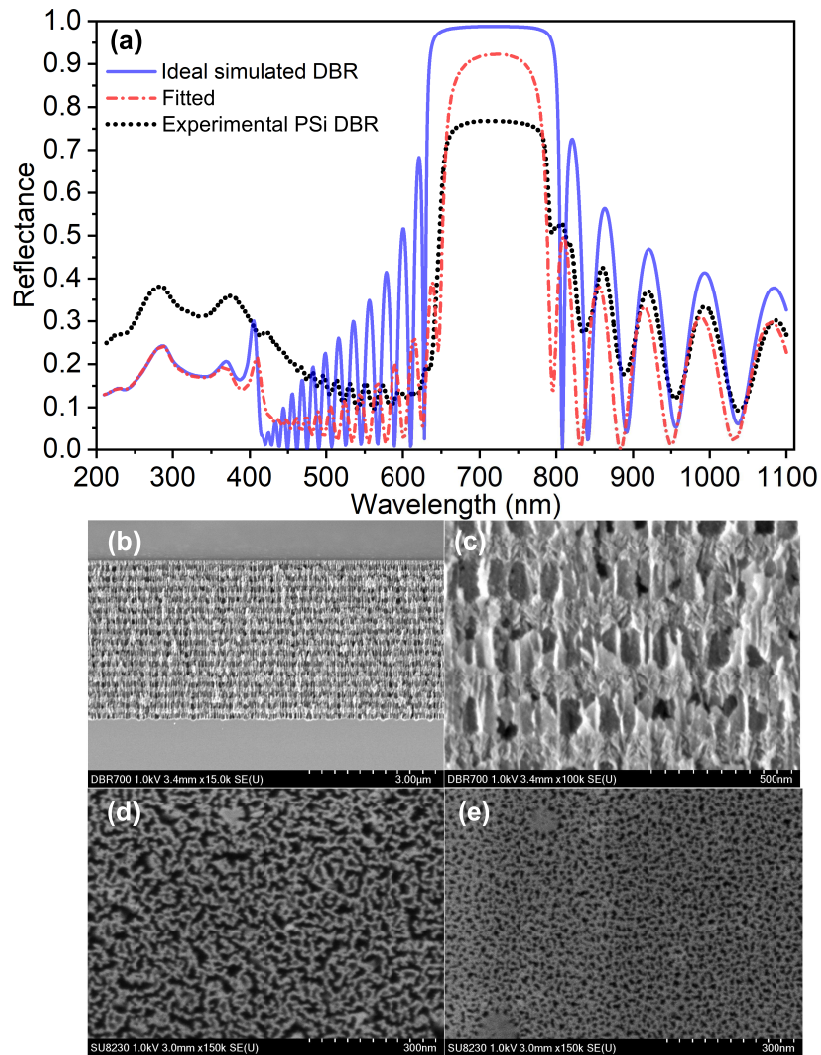 (a)
Ideal simulated DBR
Fitted
Experimental PSi DBR
Reflectance
1.0
0.9
0.8
0.7
0.6
0.5
0.4
0.3
0.2
0.1
0.0
200 300 400 500 600 700 800 900 1000 1100
Wavelength (nm)
(b)
DBR700 1.0kV 3.4mm x15.0k SE(U) 3.00µm
(c)
DBR700 1.0kV 3.4mm x100k SE(U) 500nm
(d)
SU8230 1.0kV 3.0mm x150k SE(U) 300nm
(e)
SU8230 1.0kV 3.0mm x150k SE(U) 300nm